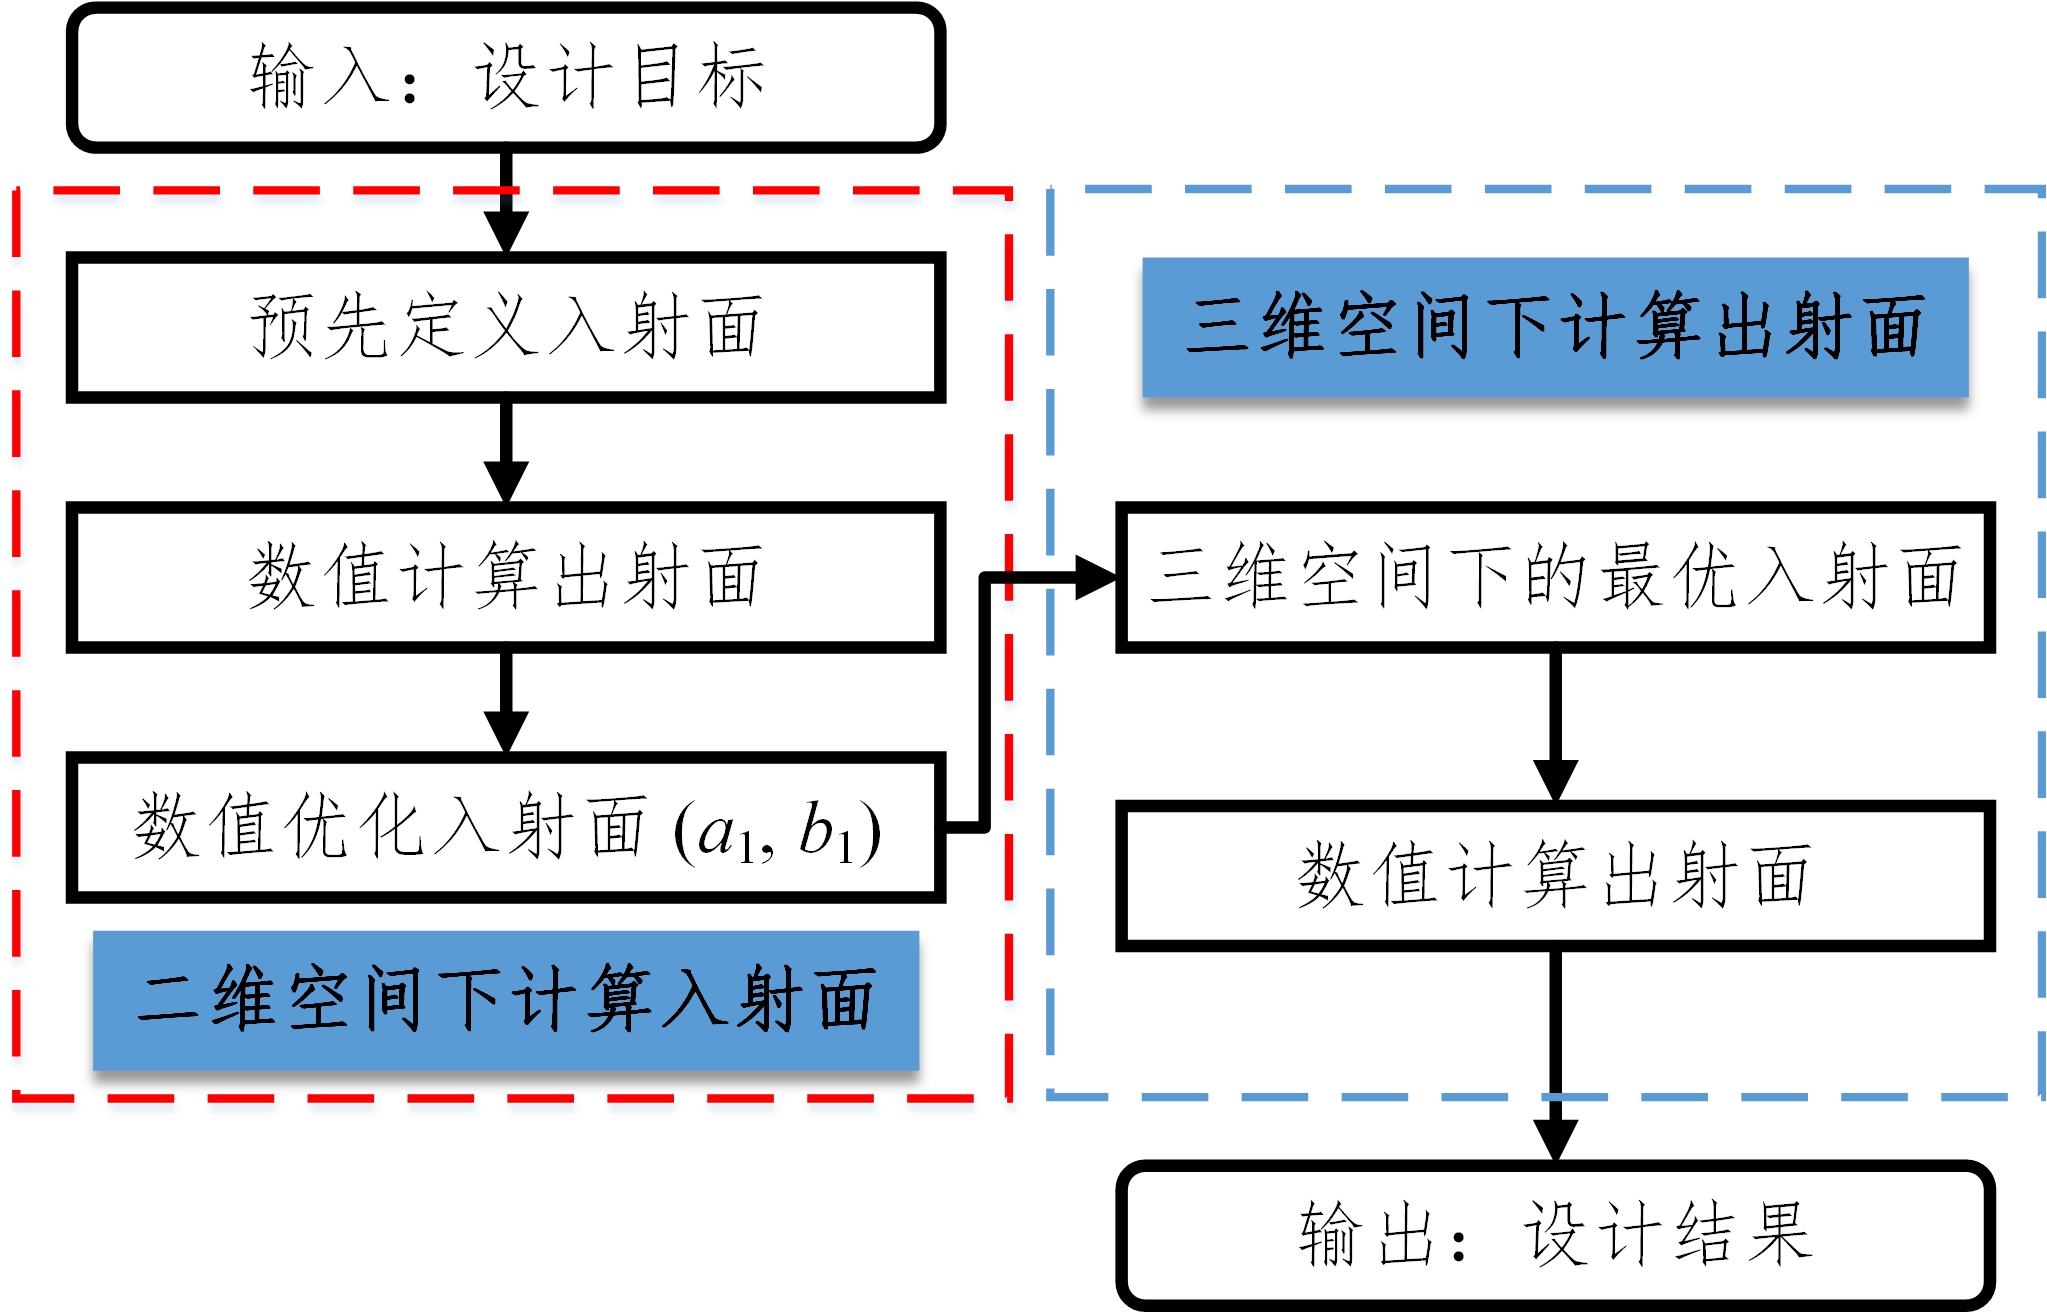 输入：设计目标
预先定义入射面
数值计算出射面
数值优化入射面 (a₁, b₁)
二维空间下计算入射面
三维空间下计算出射面
三维空间下的最优入射面
数值计算出射面
输出：设计结果